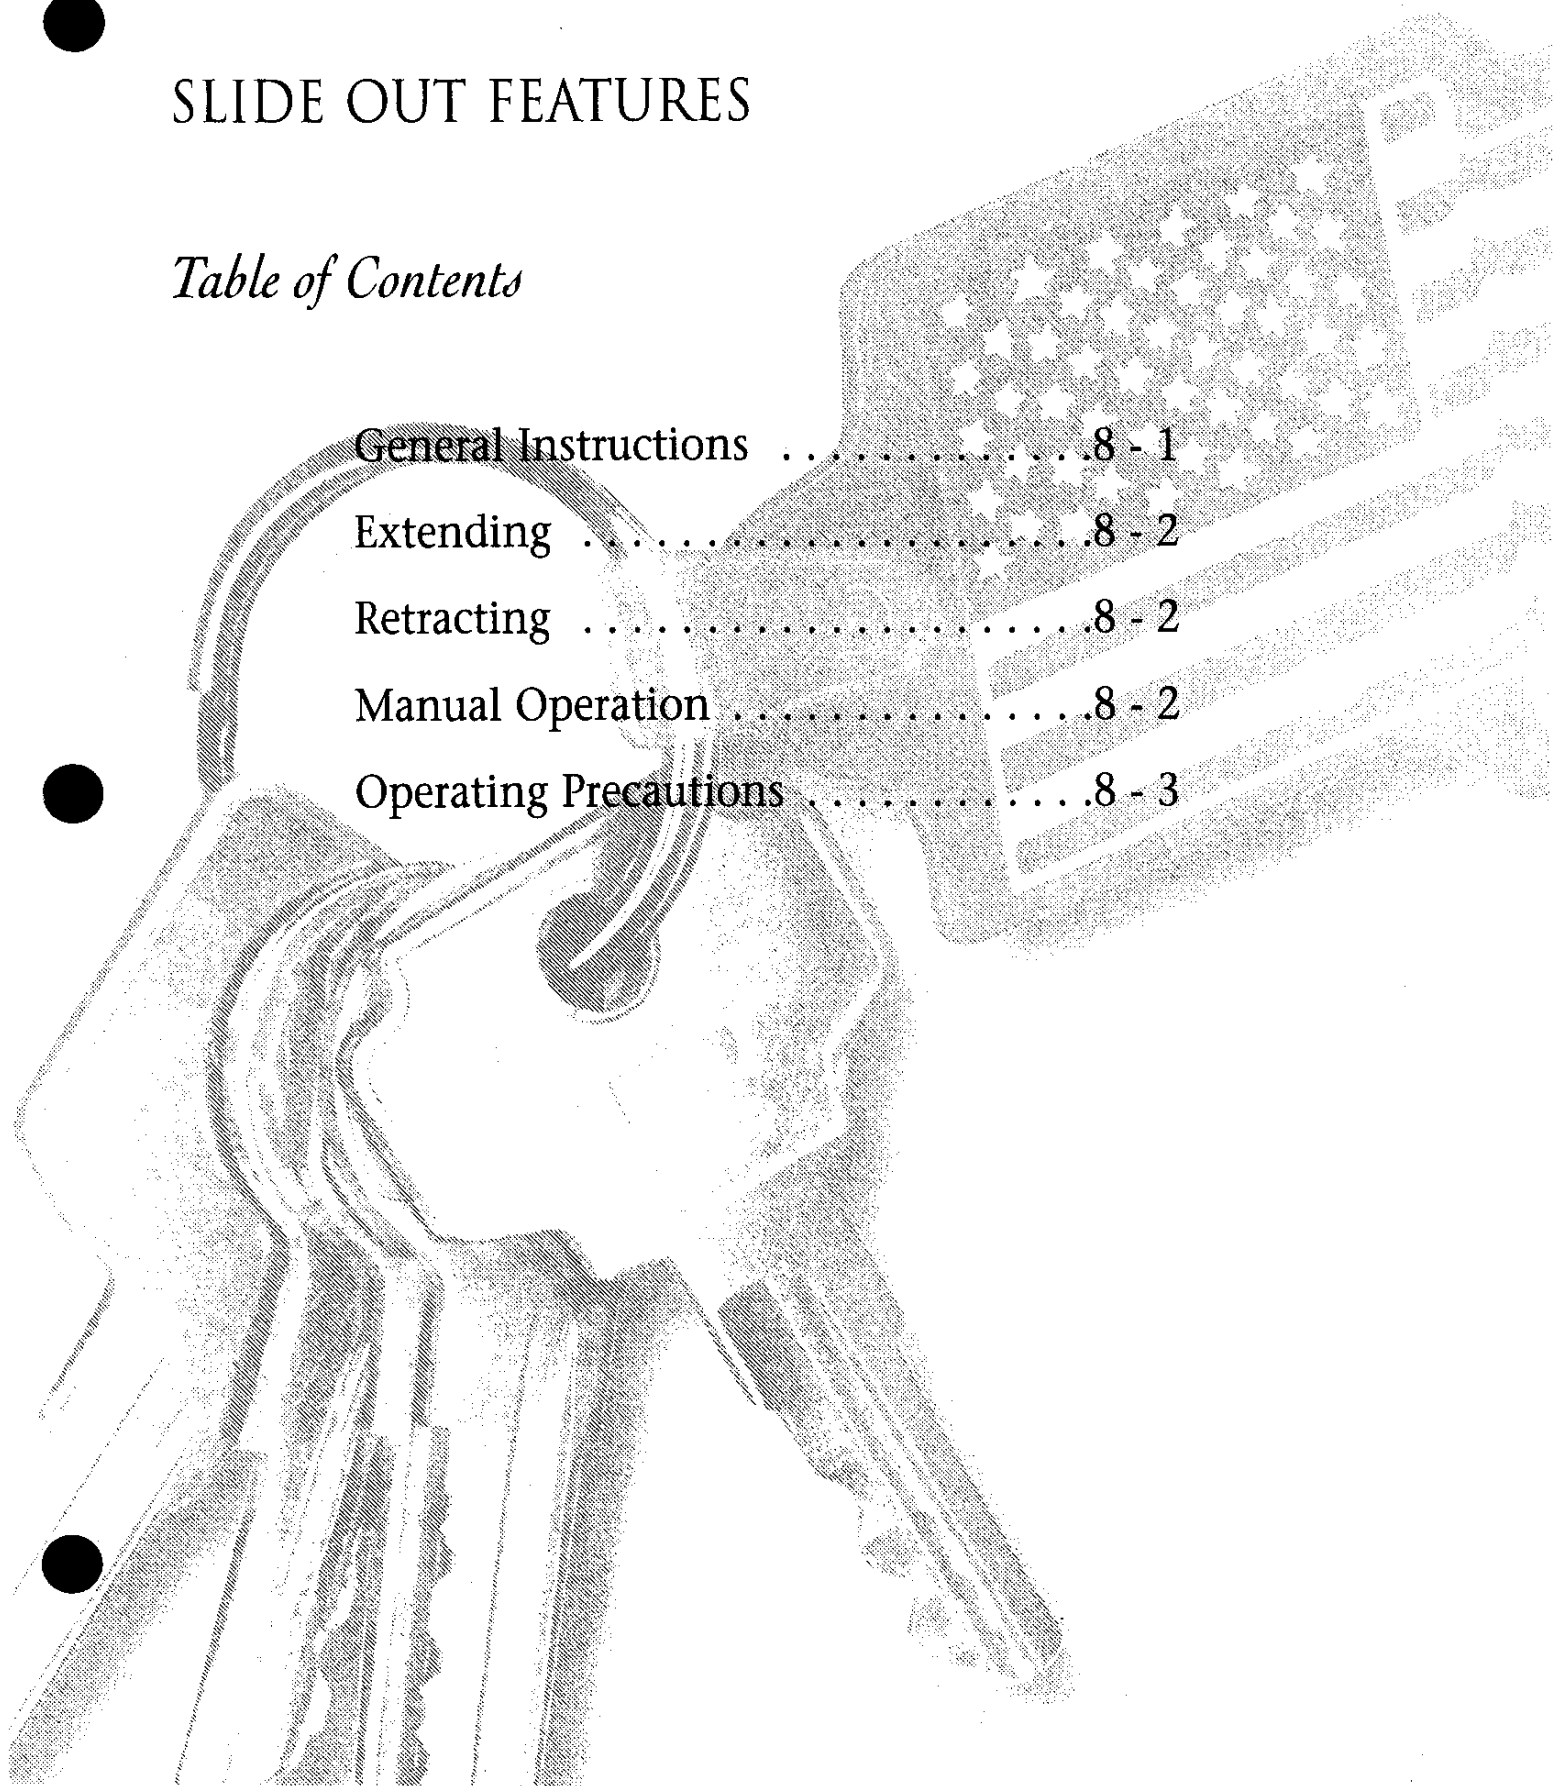 SLIDE OUT FEATURES
Table of Contents
General Instructions . . . . . . . . . . . . .8 - 1
Extending . . . . . . . . . . . . . . . . . . . . .8 - 2
Retracting . . . . . . . . . . . . . . . . . . . . .8 - 2
Manual Operation . . . . . . . . . . . . . . .8 - 2
Operating Precautions . . . . . . . . . . . .8 - 3